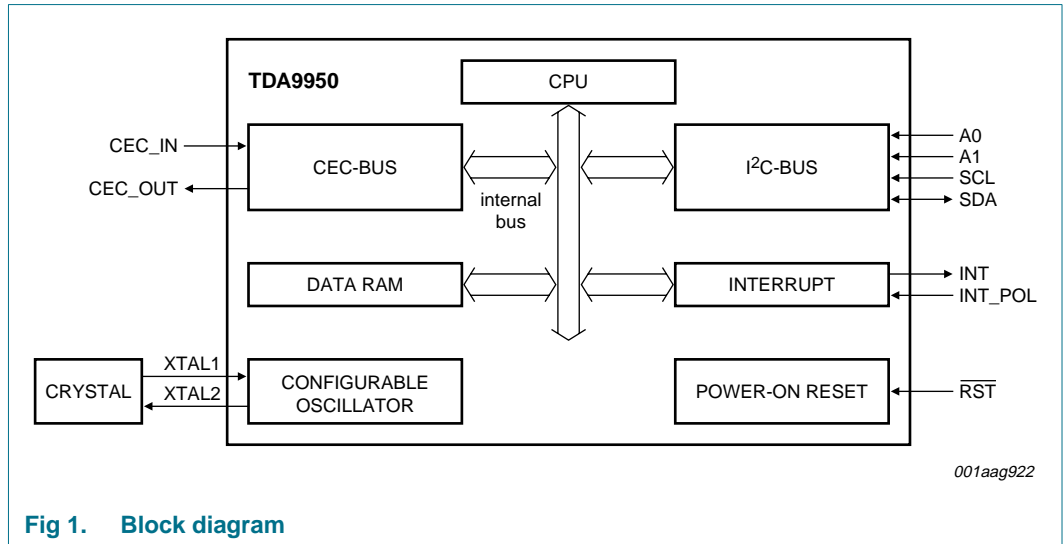 TDA9950
CPU
CEC_IN
CEC_OUT
CEC-BUS
internal
bus
I²C-BUS
A0
A1
SCL
SDA
DATA RAM
INTERRUPT
INT
INT_POL
CRYSTAL
XTAL1
XTAL2
CONFIGURABLE
OSCILLATOR
POWER-ON RESET
R̅S̅T̅
001aag922
Fig 1. Block diagram